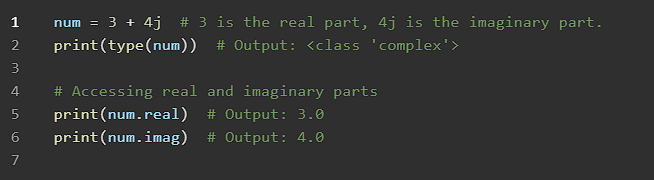 1 num = 3 + 4j # 3 is the real part, 4j is the imaginary part.
2 print(type(num)) # Output: <class 'complex'>
3
4 # Accessing real and imaginary parts
5 print(num.real) # Output: 3.0
6 print(num.imag) # Output: 4.0
7